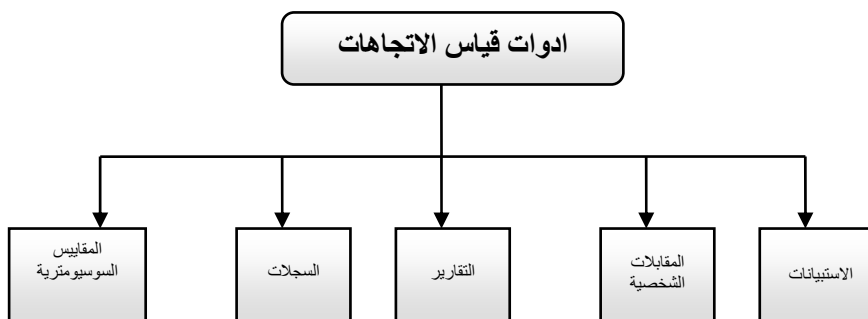 ادوات قياس الاتجاهات
الاستبيانات
المقابلات
الشخصية
التقارير
السجلات
المقاييس
السوسيومترية